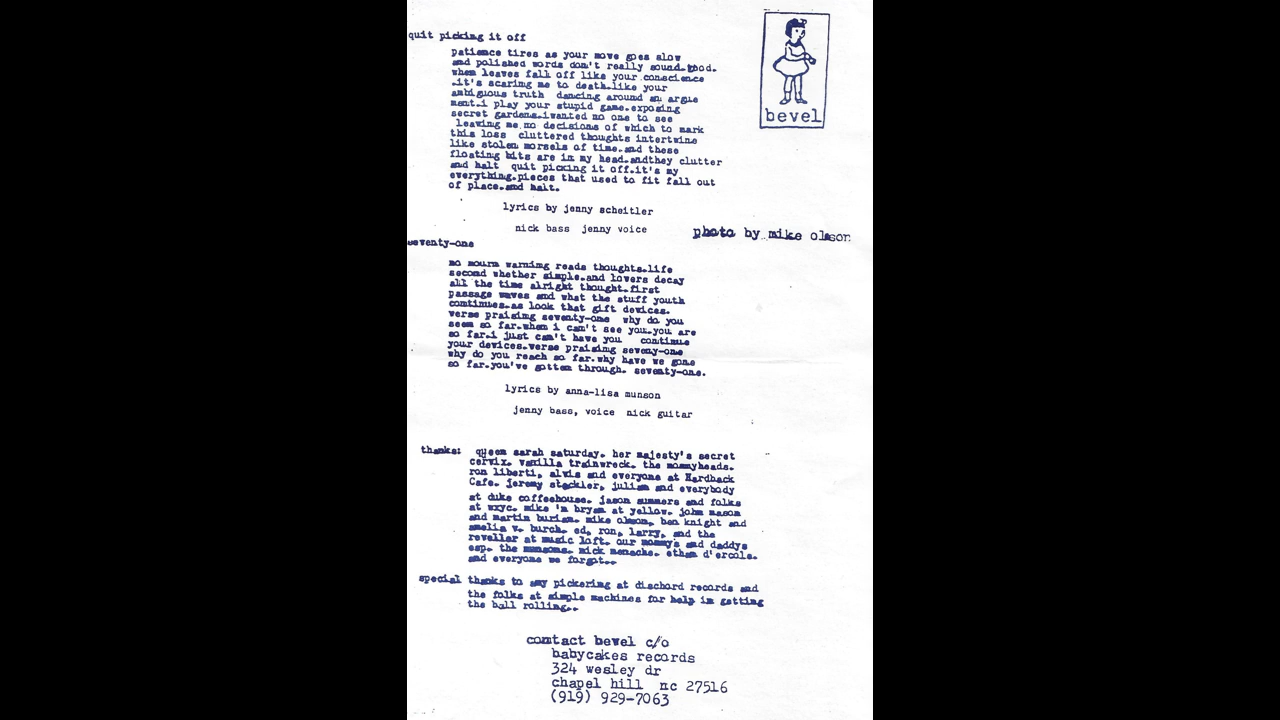 quit picking it off
bevel
patience tires as your move goes slow
and polished words don't really sound.good.
when leaves fall off like your conscience
.it's scaring me to death.like your
ambiguous truth dancing around an argue
ment.i play your stupid game.exposing
secret gardens.iwanted no one to see
leaving me.no decisions of which to mark
this loss cluttered thoughts intertwine
like stolen morsels of time.and these
floating bits are in my head.andthey clutter
and halt quit picking it off.it's my
everything.pieces that used to fit fall out
of place.and halt.
lyrics by jenny scheitler
nick bass jenny voice
photo by mike olsson
seventy-one
no mourn warning reads thoughts.life
second whether simple.and lovers decay
all the time alright thought.first
passage waves and what the stuff youth
continues.as look that gift devices.
verse praising seventy-one why do you
seem so far.when i can't see you.you are
so far.i just can't have you continue
your devices.verse praising seveny-one
why do you reach so far.why have we gone
so far.you've gotten through. seventy-one.
lyrics by anna-lisa munson
jenny bass, voice nick guitar
thanks: queen sarah saturday. her majesty's secret
cervix. vanilla trainwreck. the mommyheads.
ron liberti, alvis and everyone at Hardback
Cafe. jeremy steckler, julian and everybody
at duke coffeehouse. jason summers and folks
at wxyc. mike 'n bryan at yellow. john mason
and martin burian. mike olsson, ben knight and
amelia v. burch. ed, ron, larry, and the
reveller at music loft. our mommy's and daddys
esp. the munsons. nick menache. ethan d'ercole.
and everyone we forgot..
special thanks to amy pickering at dischord records and
the folks at simple machines for help in getting
the ball rolling..
contact bevel c/o
babycakes records
324 wesley dr
chapel hill nc 27516
(919) 929-7063